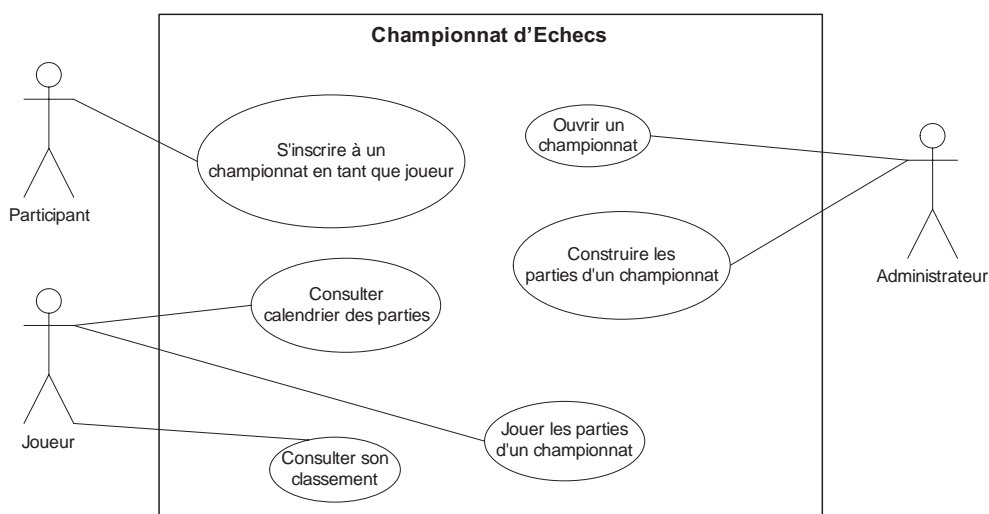 Championnat d'Echecs
Participant
S'inscrire à un
championnat en tant que joueur
Ouvrir un
championnat
Administrateur
Construire les
parties d'un championnat
Consulter
calendrier des parties
Joueur
Jouer les parties
d'un championnat
Consulter son
classement